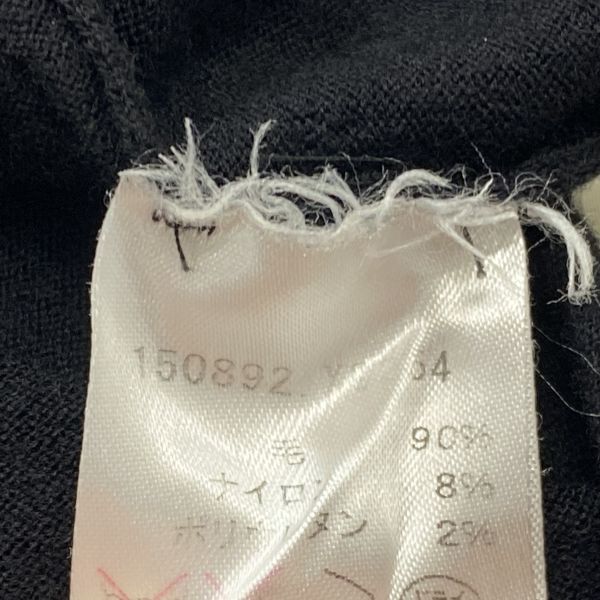 150892
毛 90%
ナイロン 8%
ポリウレタン 2%